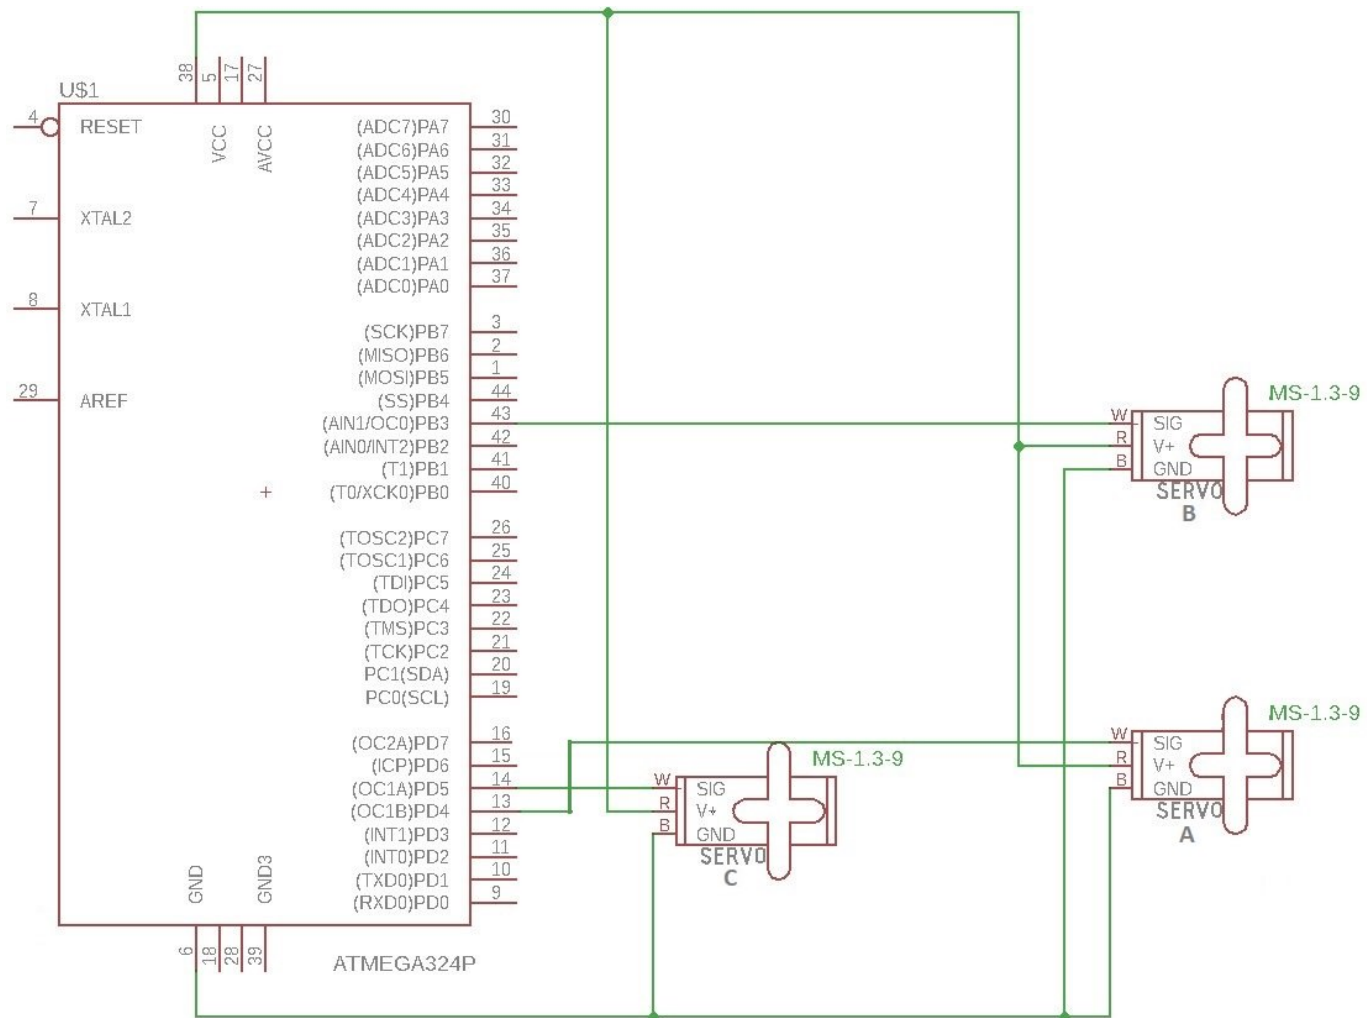 U$1
38
5
17
27
VCC
AVCC
4
RESET
7
XTAL2
8
XTAL1
29
AREF
(ADC7)PA7 30
(ADC6)PA6 31
(ADC5)PA5 32
(ADC4)PA4 33
(ADC3)PA3 34
(ADC2)PA2 35
(ADC1)PA1 36
(ADC0)PA0 37
(SCK)PB7 3
(MISO)PB6 2
(MOSI)PB5 1
(SS)PB4 44
(AIN1/OC0)PB3 43
(AIN0/INT2)PB2 42
(T1)PB1 41
(T0/XCK0)PB0 40
(TOSC2)PC7 26
(TOSC1)PC6 25
(TDI)PC5 24
(TDO)PC4 23
(TMS)PC3 22
(TCK)PC2 21
PC1(SDA) 20
PC0(SCL) 19
(OC2A)PD7 16
(ICP)PD6 15
(OC1A)PD5 14
(OC1B)PD4 13
(INT1)PD3 12
(INT0)PD2 11
(TXD0)PD1 10
(RXD0)PD0 9
GND
GND3
6
18
28
39
ATMEGA324P
MS-1.3-9
W SIG
R V+
B GND
SERVO
B
MS-1.3-9
W SIG
R V+
B GND
SERVO
A
MS-1.3-9
W SIG
R V+
B GND
SERVO
C